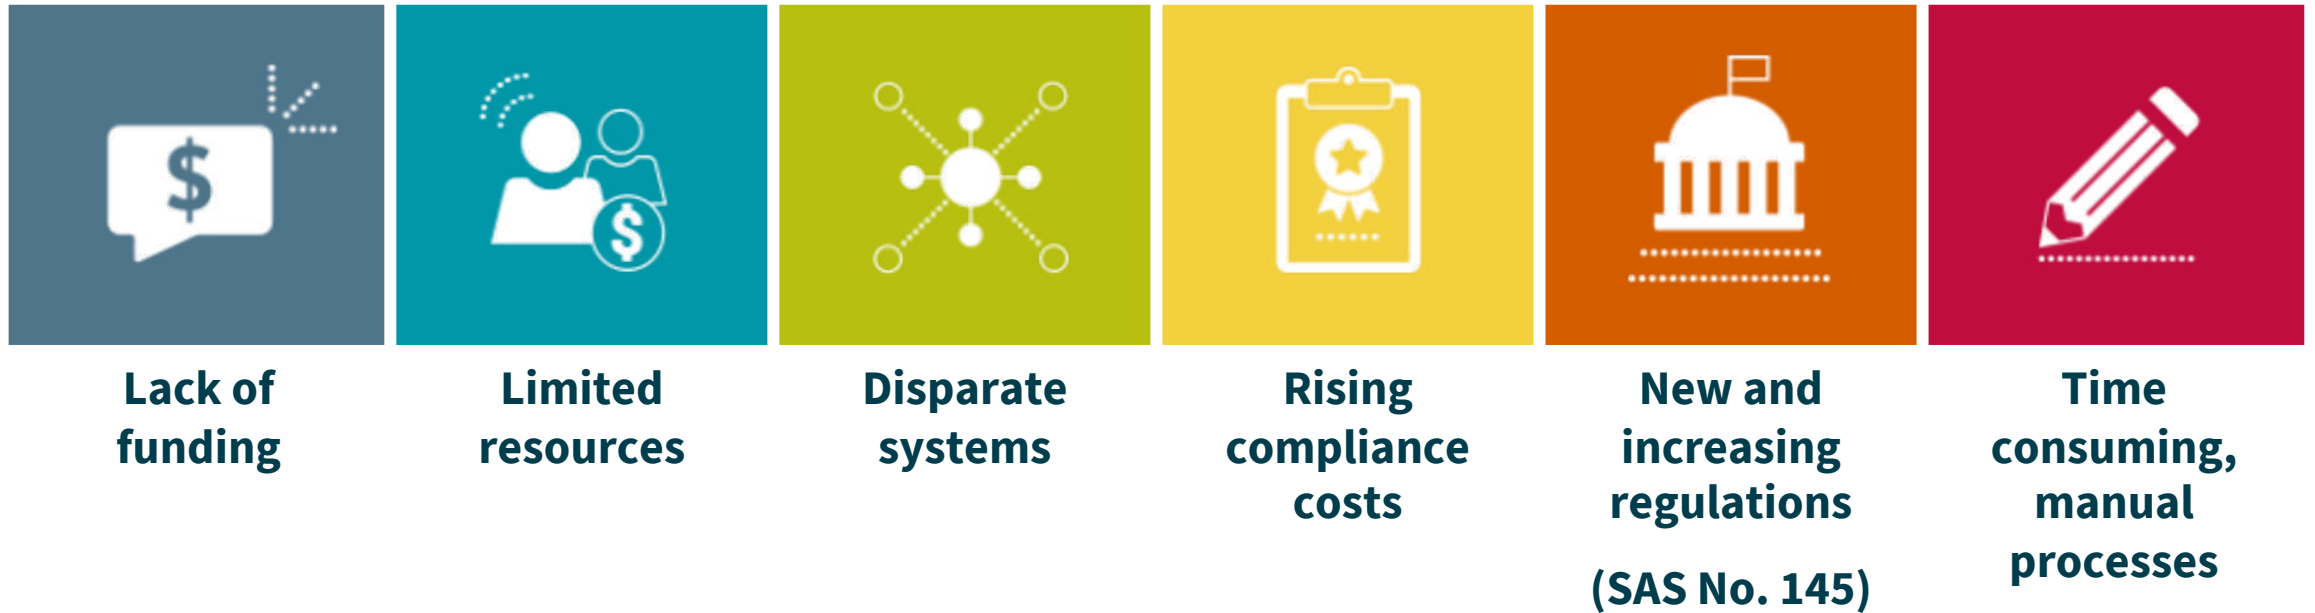 $
$
Lack of
funding
Limited
resources
Disparate
systems
Rising
compliance
costs
New and
increasing
regulations
(SAS No. 145)
Time
consuming,
manual
processes